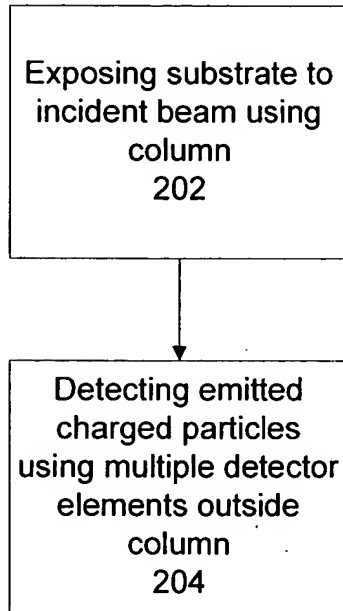 Exposing substrate to
incident beam using
column
202
Detecting emitted
charged particles
using multiple detector
elements outside
column
204